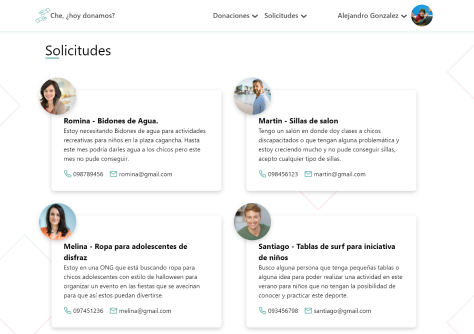 Che, ¿hoy donamos?
Donaciones
Solicitudes
Alejandro Gonzalez
Solicitudes
Romina - Bidones de Agua.
Estoy necesitando Bidones de agua para actividades
recreativas para niños en la plaza cagancha. Hasta
este mes podría darles agua a los chicos pero este
mes no pude conseguir.
098789456
romina@gmail.com
Martin - Sillas de salon
Tengo un salón en donde doy clases a chicos
discapacitados o que tengan alguna problemática y
estoy creciendo mucho y no pude conseguir sillas,
acepto cualquier tipo de sillas.
098456123
martin@gmail.com
Melina - Ropa para adolescentes de
disfraz
Estoy en una ONG que está buscando ropa para
chicos adolescentes con estilo de halloween para
organizar un evento en las fiestas que se avecinan
para que así estos puedan divertirse.
097451236
melina@gmail.com
Santiago - Tablas de surf para iniciativa
de niños
Busco alguna persona que tenga pequeñas tablas o
alguna idea para poder realizar una actividad en este
verano para niños que no tengan la posibilidad de
conocer y practicar este deporte.
093456798
santiago@gmail.com